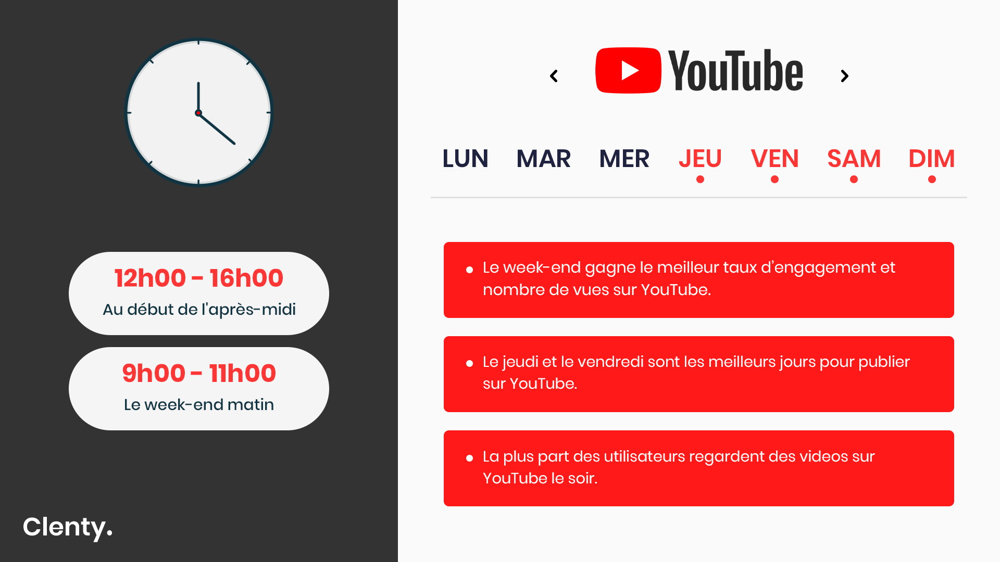 12h00 - 16h00
Au début de l'après-midi
9h00 - 11h00
Le week-end matin
Clenty.
YouTube
LUN MAR MER JEU VEN SAM DIM
Le week-end gagne le meilleur taux d’engagement et
nombre de vues sur YouTube.
Le jeudi et le vendredi sont les meilleurs jours pour publier
sur YouTube.
La plus part des utilisateurs regardent des videos sur
YouTube le soir.